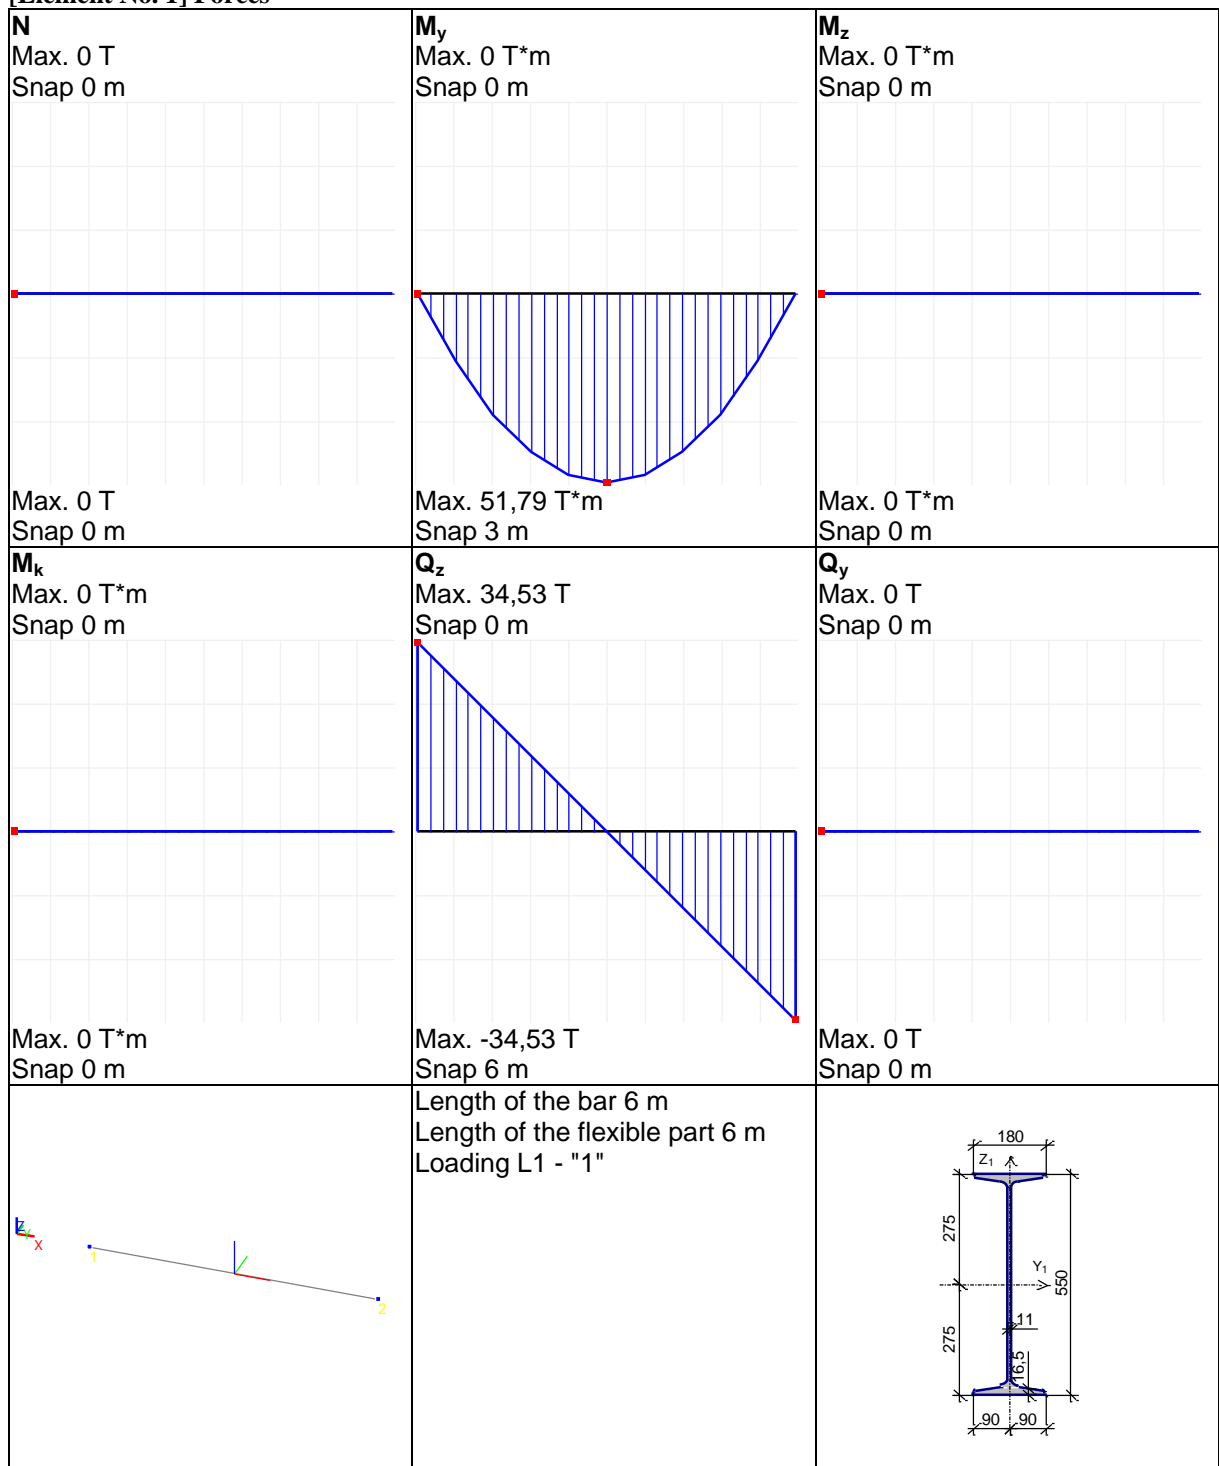 [Element No. 1] Forces
N
Max. 0 T
Snap 0 m
Max. 0 T
Snap 0 m
My
Max. 0 T*m
Snap 0 m
Max. 51,79 T*m
Snap 3 m
Mz
Max. 0 T*m
Snap 0 m
Max. 0 T*m
Snap 0 m
Mk
Max. 0 T*m
Snap 0 m
Max. 0 T*m
Snap 0 m
Qz
Max. 34,53 T
Snap 0 m
Max. -34,53 T
Snap 6 m
Qy
Max. 0 T
Snap 0 m
Max. 0 T
Snap 0 m
Z
Y
X
1
2
Length of the bar 6 m
Length of the flexible part 6 m
Loading L1 - "1"
180
Z1
275
Y1
550
11
275
16,5
90
90